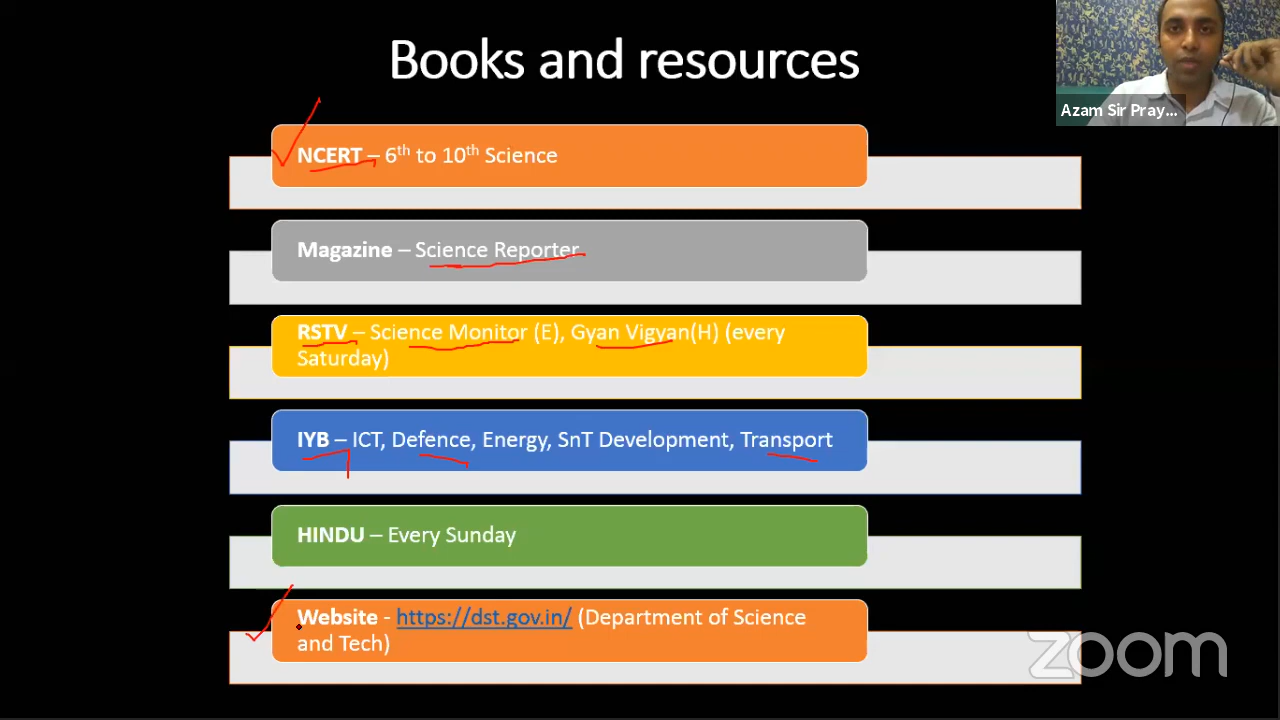 Books and resources
Azam Sir Pray...
NCERT – 6th to 10th Science
Magazine – Science Reporter
RSTV – Science Monitor (E), Gyan Vigyan(H) (every
Saturday)
IYB – ICT, Defence, Energy, SnT Development, Transport
HINDU – Every Sunday
Website - https://dst.gov.in/ (Department of Science
and Tech)
zoom